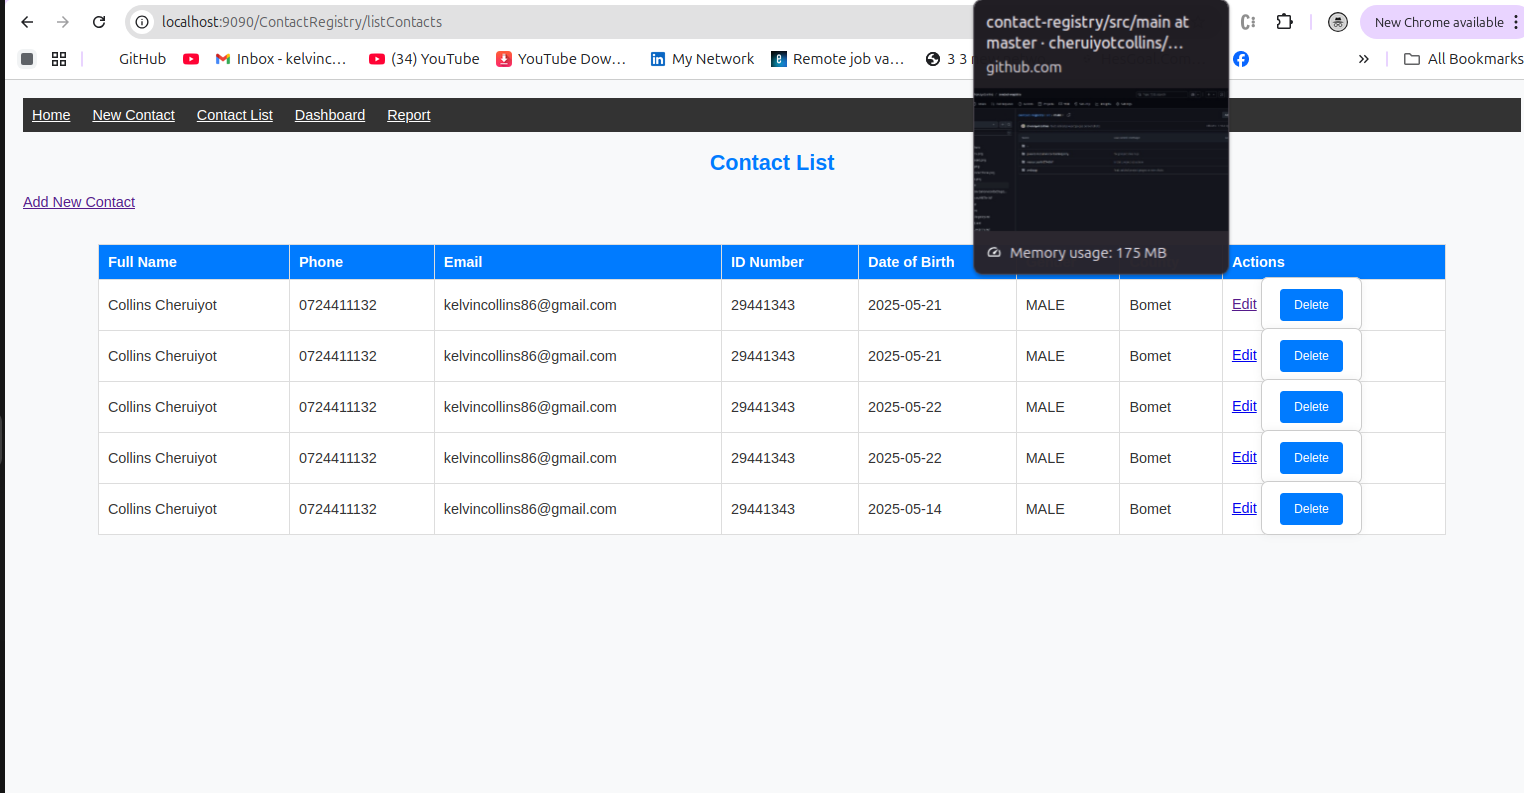 localhost:9090/ContactRegistry/listContacts
New Chrome available
contact-registry/src/main at
master · cheruiyotcollins/…
github.com
GitHub
Inbox - kelvinc…
(34) YouTube
YouTube Dow…
My Network
Remote job va…
3 3
All Bookmarks
Home New Contact Contact List Dashboard Report
Contact List
Add New Contact
Memory usage: 175 MB
Full Name Phone Email ID Number Date of Birth Actions
Collins Cheruiyot 0724411132 kelvincollins86@gmail.com 29441343 2025-05-21 MALE Bomet Edit Delete
Collins Cheruiyot 0724411132 kelvincollins86@gmail.com 29441343 2025-05-21 MALE Bomet Edit Delete
Collins Cheruiyot 0724411132 kelvincollins86@gmail.com 29441343 2025-05-22 MALE Bomet Edit Delete
Collins Cheruiyot 0724411132 kelvincollins86@gmail.com 29441343 2025-05-22 MALE Bomet Edit Delete
Collins Cheruiyot 0724411132 kelvincollins86@gmail.com 29441343 2025-05-14 MALE Bomet Edit Delete